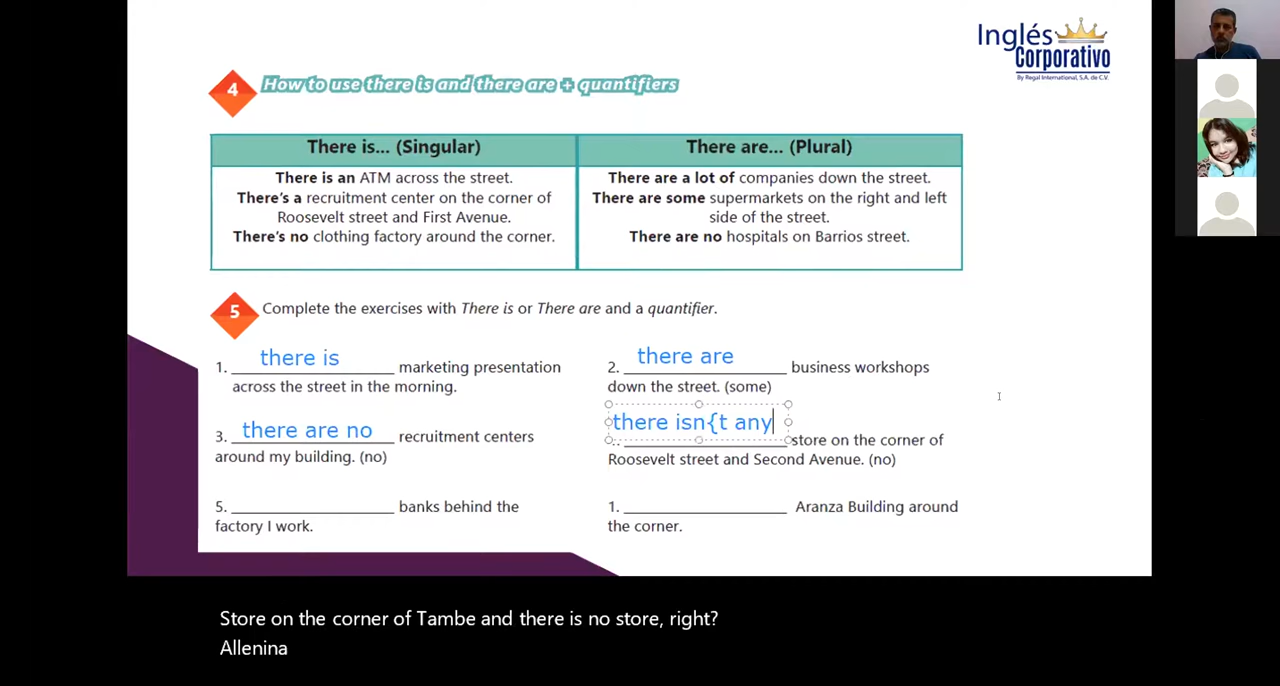 Inglés
Corporativo
By Regal International, S.A. de C.V.
4 How to use there is and there are + quantifiers
There is... (Singular)
There are... (Plural)
There is an ATM across the street.
There's a recruitment center on the corner of
Roosevelt street and First Avenue.
There's no clothing factory around the corner.
There are a lot of companies down the street.
There are some supermarkets on the right and left
side of the street.
There are no hospitals on Barrios street.
5 Complete the exercises with There is or There are and a quantifier.
1. there is marketing presentation
across the street in the morning.
2. there are business workshops
down the street. (some)
3. there are no recruitment centers
around my building. (no)
there isn{t any
store on the corner of
Roosevelt street and Second Avenue. (no)
5. ________________ banks behind the
factory I work.
1. ________________ Aranza Building around
the corner.
Store on the corner of Tambe and there is no store, right?
Allenina